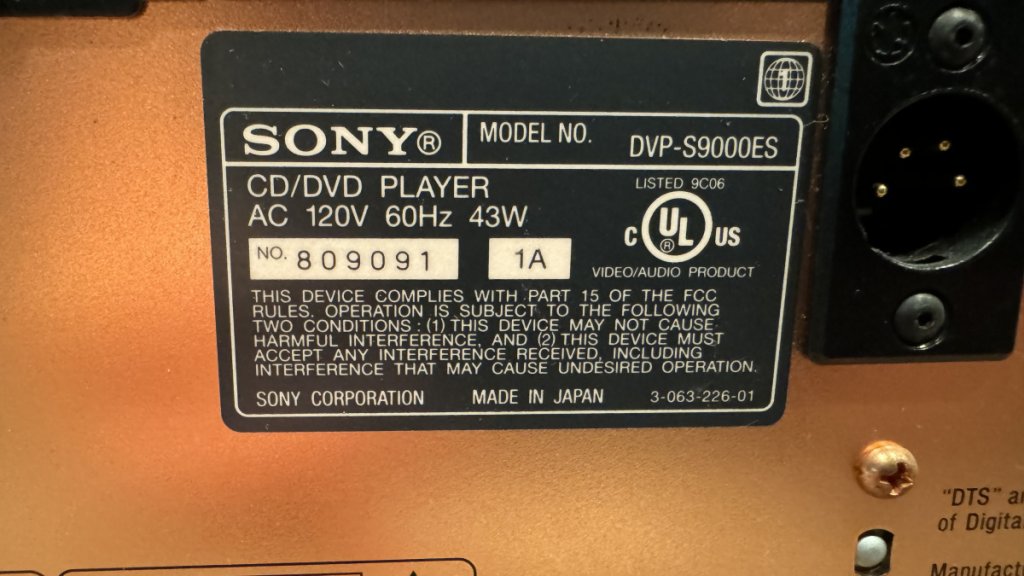 1
SONY® MODEL NO. DVP-S9000ES
CD/DVD PLAYER
AC 120V 60Hz 43W
NO. 809091 1A
LISTED 9C06
C UL® US
VIDEO/AUDIO PRODUCT
THIS DEVICE COMPLIES WITH PART 15 OF THE FCC
RULES. OPERATION IS SUBJECT TO THE FOLLOWING
TWO CONDITIONS : (1) THIS DEVICE MAY NOT CAUSE
HARMFUL INTERFERENCE, AND (2) THIS DEVICE MUST
ACCEPT ANY INTERFERENCE RECEIVED, INCLUDING
INTERFERENCE THAT MAY CAUSE UNDESIRED OPERATION.
SONY CORPORATION MADE IN JAPAN 3-063-226-01
"DTS"
of